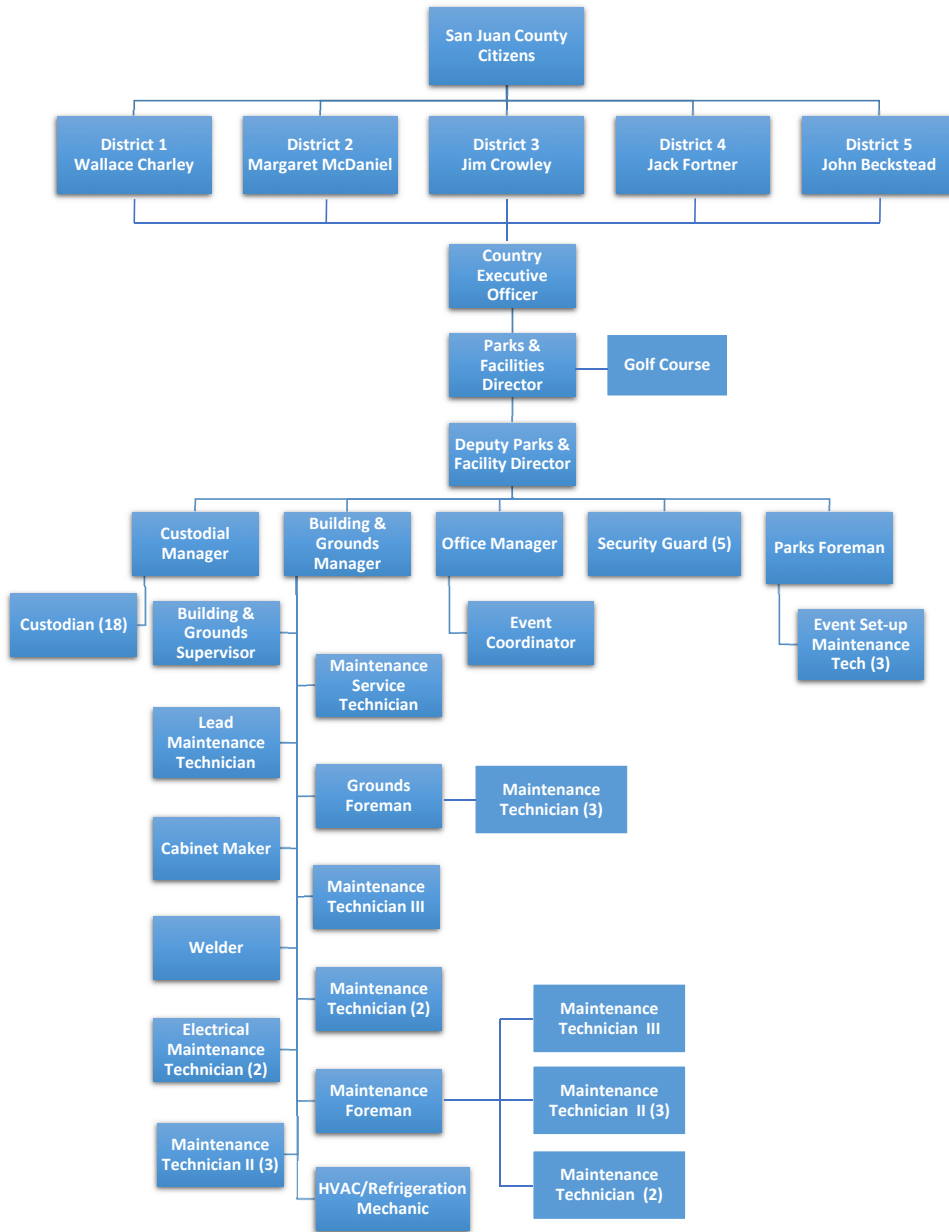 San Juan County
Citizens
District 1
Wallace Charley
District 2
Margaret McDaniel
District 3
Jim Crowley
District 4
Jack Fortner
District 5
John Beckstead
Country
Executive
Officer
Parks &
Facilities
Director
Golf Course
Deputy Parks &
Facility Director
Custodial
Manager
Building &
Grounds
Manager
Office Manager
Security Guard (5)
Parks Foreman
Custodian (18)
Building &
Grounds
Supervisor
Event
Coordinator
Event Set-up
Maintenance
Tech (3)
Maintenance
Service
Technician
Lead
Maintenance
Technician
Grounds
Foreman
Maintenance
Technician (3)
Cabinet Maker
Maintenance
Technician III
Welder
Maintenance
Technician (2)
Maintenance
Technician III
Electrical
Maintenance
Technician (2)
Maintenance
Foreman
Maintenance
Technician II (3)
Maintenance
Technician II (3)
HVAC/Refrigeration
Mechanic
Maintenance
Technician (2)